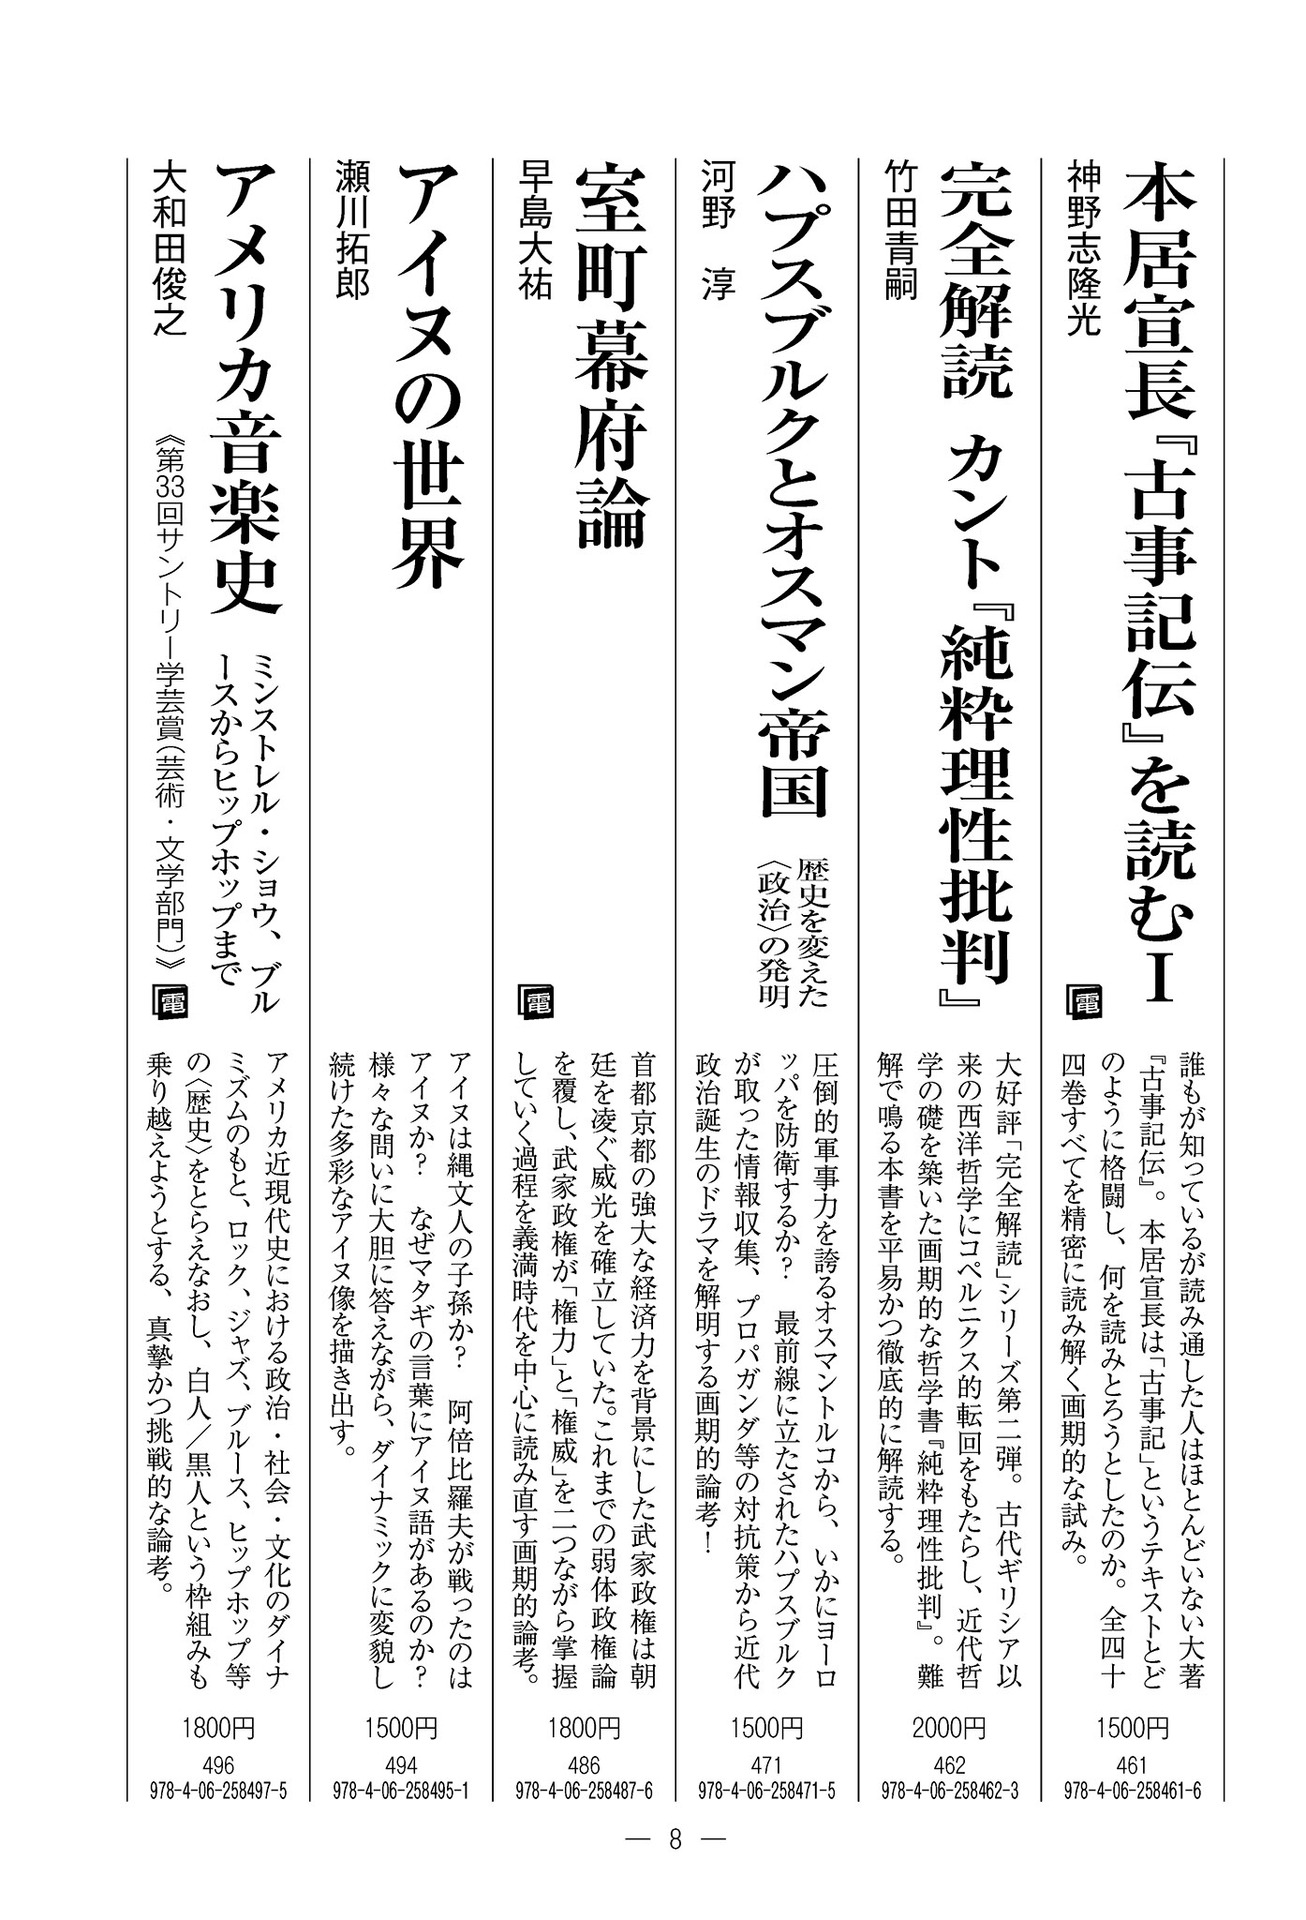 本居宣長『古事記伝』を読むⅠ
神野志隆光
電
誰もが知っているが読み通した人はほとんどいない大著
『古事記伝』。本居宣長は「古事記」というテキストとど
のように格闘し、何を読みとろうとしたのか。全四十
四巻すべてを精密に読み解く画期的な試み。
1500円
461
978-4-06-258461-6
完全解読 カント『純粋理性批判』
竹田青嗣
大好評「完全解読」シリーズ第二弾。古代ギリシア以
来の西洋哲学にコペルニクス的転回をもたらし、近代哲
学の礎を築いた画期的な哲学書『純粋理性批判』。難
解で鳴る本書を平易かつ徹底的に解読する。
2000円
462
978-4-06-258462-3
ハプスブルクとオスマン帝国
歴史を変えた
〈政治〉の発明
河野 淳
圧倒的軍事力を誇るオスマントルコから、いかにヨーロ
ッパを防衛するか? 最前線に立たされたハプスブルク
が取った情報収集、プロパガンダ等の対抗策から近代
政治誕生のドラマを解明する画期的論考!
1500円
471
978-4-06-258471-5
室町幕府論
早島大祐
電
首都京都の強大な経済力を背景にした武家政権は朝
廷を凌ぐ威光を確立していた。これまでの弱体政権論
を覆し、武家政権が「権力」と「権威」を二つながら掌握
していく過程を義満時代を中心に読み直す画期的論考。
1800円
486
978-4-06-258487-6
アイヌの世界
瀬川拓郎
アイヌは縄文人の子孫か? 阿倍比羅夫が戦ったのは
アイヌか? なぜマタギの言葉にアイヌ語があるのか?
様々な問いに大胆に答えながら、ダイナミックに変貌し
続けた多彩なアイヌ像を描き出す。
1500円
494
978-4-06-258495-1
アメリカ音楽史
ミンストレル・ショウ、ブル
ースからヒップホップまで
大和田俊之
《第33回サントリー学芸賞(芸術・文学部門)》
電
アメリカ近現代史における政治・社会・文化のダイナ
ミズムのもと、ロック、ジャズ、ブルース、ヒップホップ等
の〈歴史〉をとらえなおし、白人/黒人という枠組みも
乗り越えようとする、真摯かつ挑戦的な論考。
1800円
496
978-4-06-258497-5
— 8 —